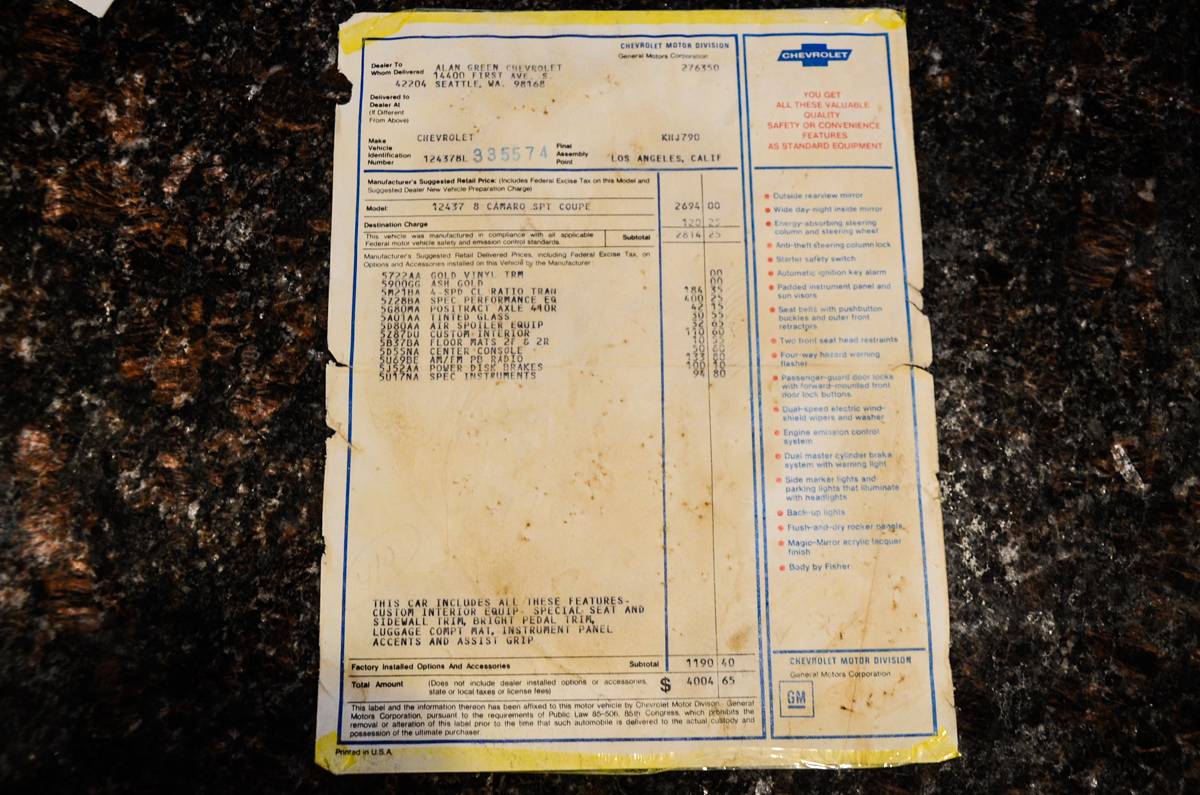 CHEVROLET MOTOR DIVISION
General Motors Corporation
276350
Dealer To
Whom Delivered
ALAN GREEN CHEVROLET
14400 FIRST AVE. S.
42204 SEATTLE, WA. 98168
Delivered to
Dealer At
(If Different
From Above)
Make CHEVROLET KHJ790
Vehicle
Identification
Number
124378L 335574
Final
Assembly
Point
LOS ANGELES, CALIF
Manufacturer's Suggested Retail Price: (Includes Federal Excise Tax on this Model and
Suggested Dealer New Vehicle Preparation Charge)
Model: 12437 8 CAMARO SPT COUPE 2694 00
Destination Charge 120 25
This vehicle was manufactured in compliance with all applicable
Federal motor vehicle safety and emission control standards.
Subtotal 2814 25
Manufacturer's Suggested Retail Delivered Prices, including Federal Excise Tax, on
Options and Accessories installed on this Vehicle by the Manufacturer:
5722AA GOLD VINYL TRM 00
5900GG ASH GOLD 00
5M21BA 4-SPD CL RATIO TRAN 184 35
5Z28BA SPEC PERFORMANCE EQ 400 25
5G80MA POSITRACT AXLE 410R 42 15
5A01AA TINTED GLASS
5D80AA AIR SPOILER EQUIP
5Z87DU CUSTOM INTERIOR
5B37BA FLOOR MATS 2F & 2R
5D55NA CENTER CONSOLE
5U69BE AM/FM PB RADIO
5J52AA POWER DISK BRAKES
5U17NA SPEC INSTRUMENTS 94 80
THIS CAR INCLUDES ALL THESE FEATURES-
CUSTOM INTERIOR EQUIP- SPECIAL SEAT AND
SIDEWALL TRIM, BRIGHT PEDAL TRIM,
LUGGAGE COMPT MAT, INSTRUMENT PANEL
ACCENTS AND ASSIST GRIP
Factory Installed Options And Accessories Subtotal 1190 40
Total Amount (Does not include dealer installed options or accessories,
state or local taxes or license fees) $ 4004 65
This label and the information thereon has been affixed to this motor vehicle by Chevrolet Motor Divison- General
Motors Corporation, pursuant to the requirements of Public Law 85-506, 85th Congress, which prohibits the
removal or alteration of this label prior to the time that such automobile is delivered to the actual custody and
possession of the ultimate purchaser.
Printed in U.S.A.
CHEVROLET
YOU GET
ALL THESE VALUABLE
QUALITY
SAFETY OR CONVENIENCE
FEATURES
AS STANDARD EQUIPMENT
Outside rearview mirror
Wide day-night inside mirror
Energy-absorbing steering
column and steering wheel
Anti-theft steering column lock
Starter safety switch
Automatic ignition key alarm
Padded instrument panel and
sun visors
Seat belts with pushbutton
buckles and outer front
retractors
Two front seat head restraints
Four-way hazard warning
flasher
Passenger-guard door locks
with forward-mounted front
door lock buttons.
Dual-speed electric wind-
shield wipers and washer
Engine emission control
system
Dual master cylinder brake
system with warning light
Side marker lights and
parking lights that illuminate
with headlights
Back-up lights
Flush-and-dry rocker panels,
Magic-Mirror acrylic lacquer
finish
Body by Fisher
CHEVROLET MOTOR DIVISION
General Motors Corporation
GM